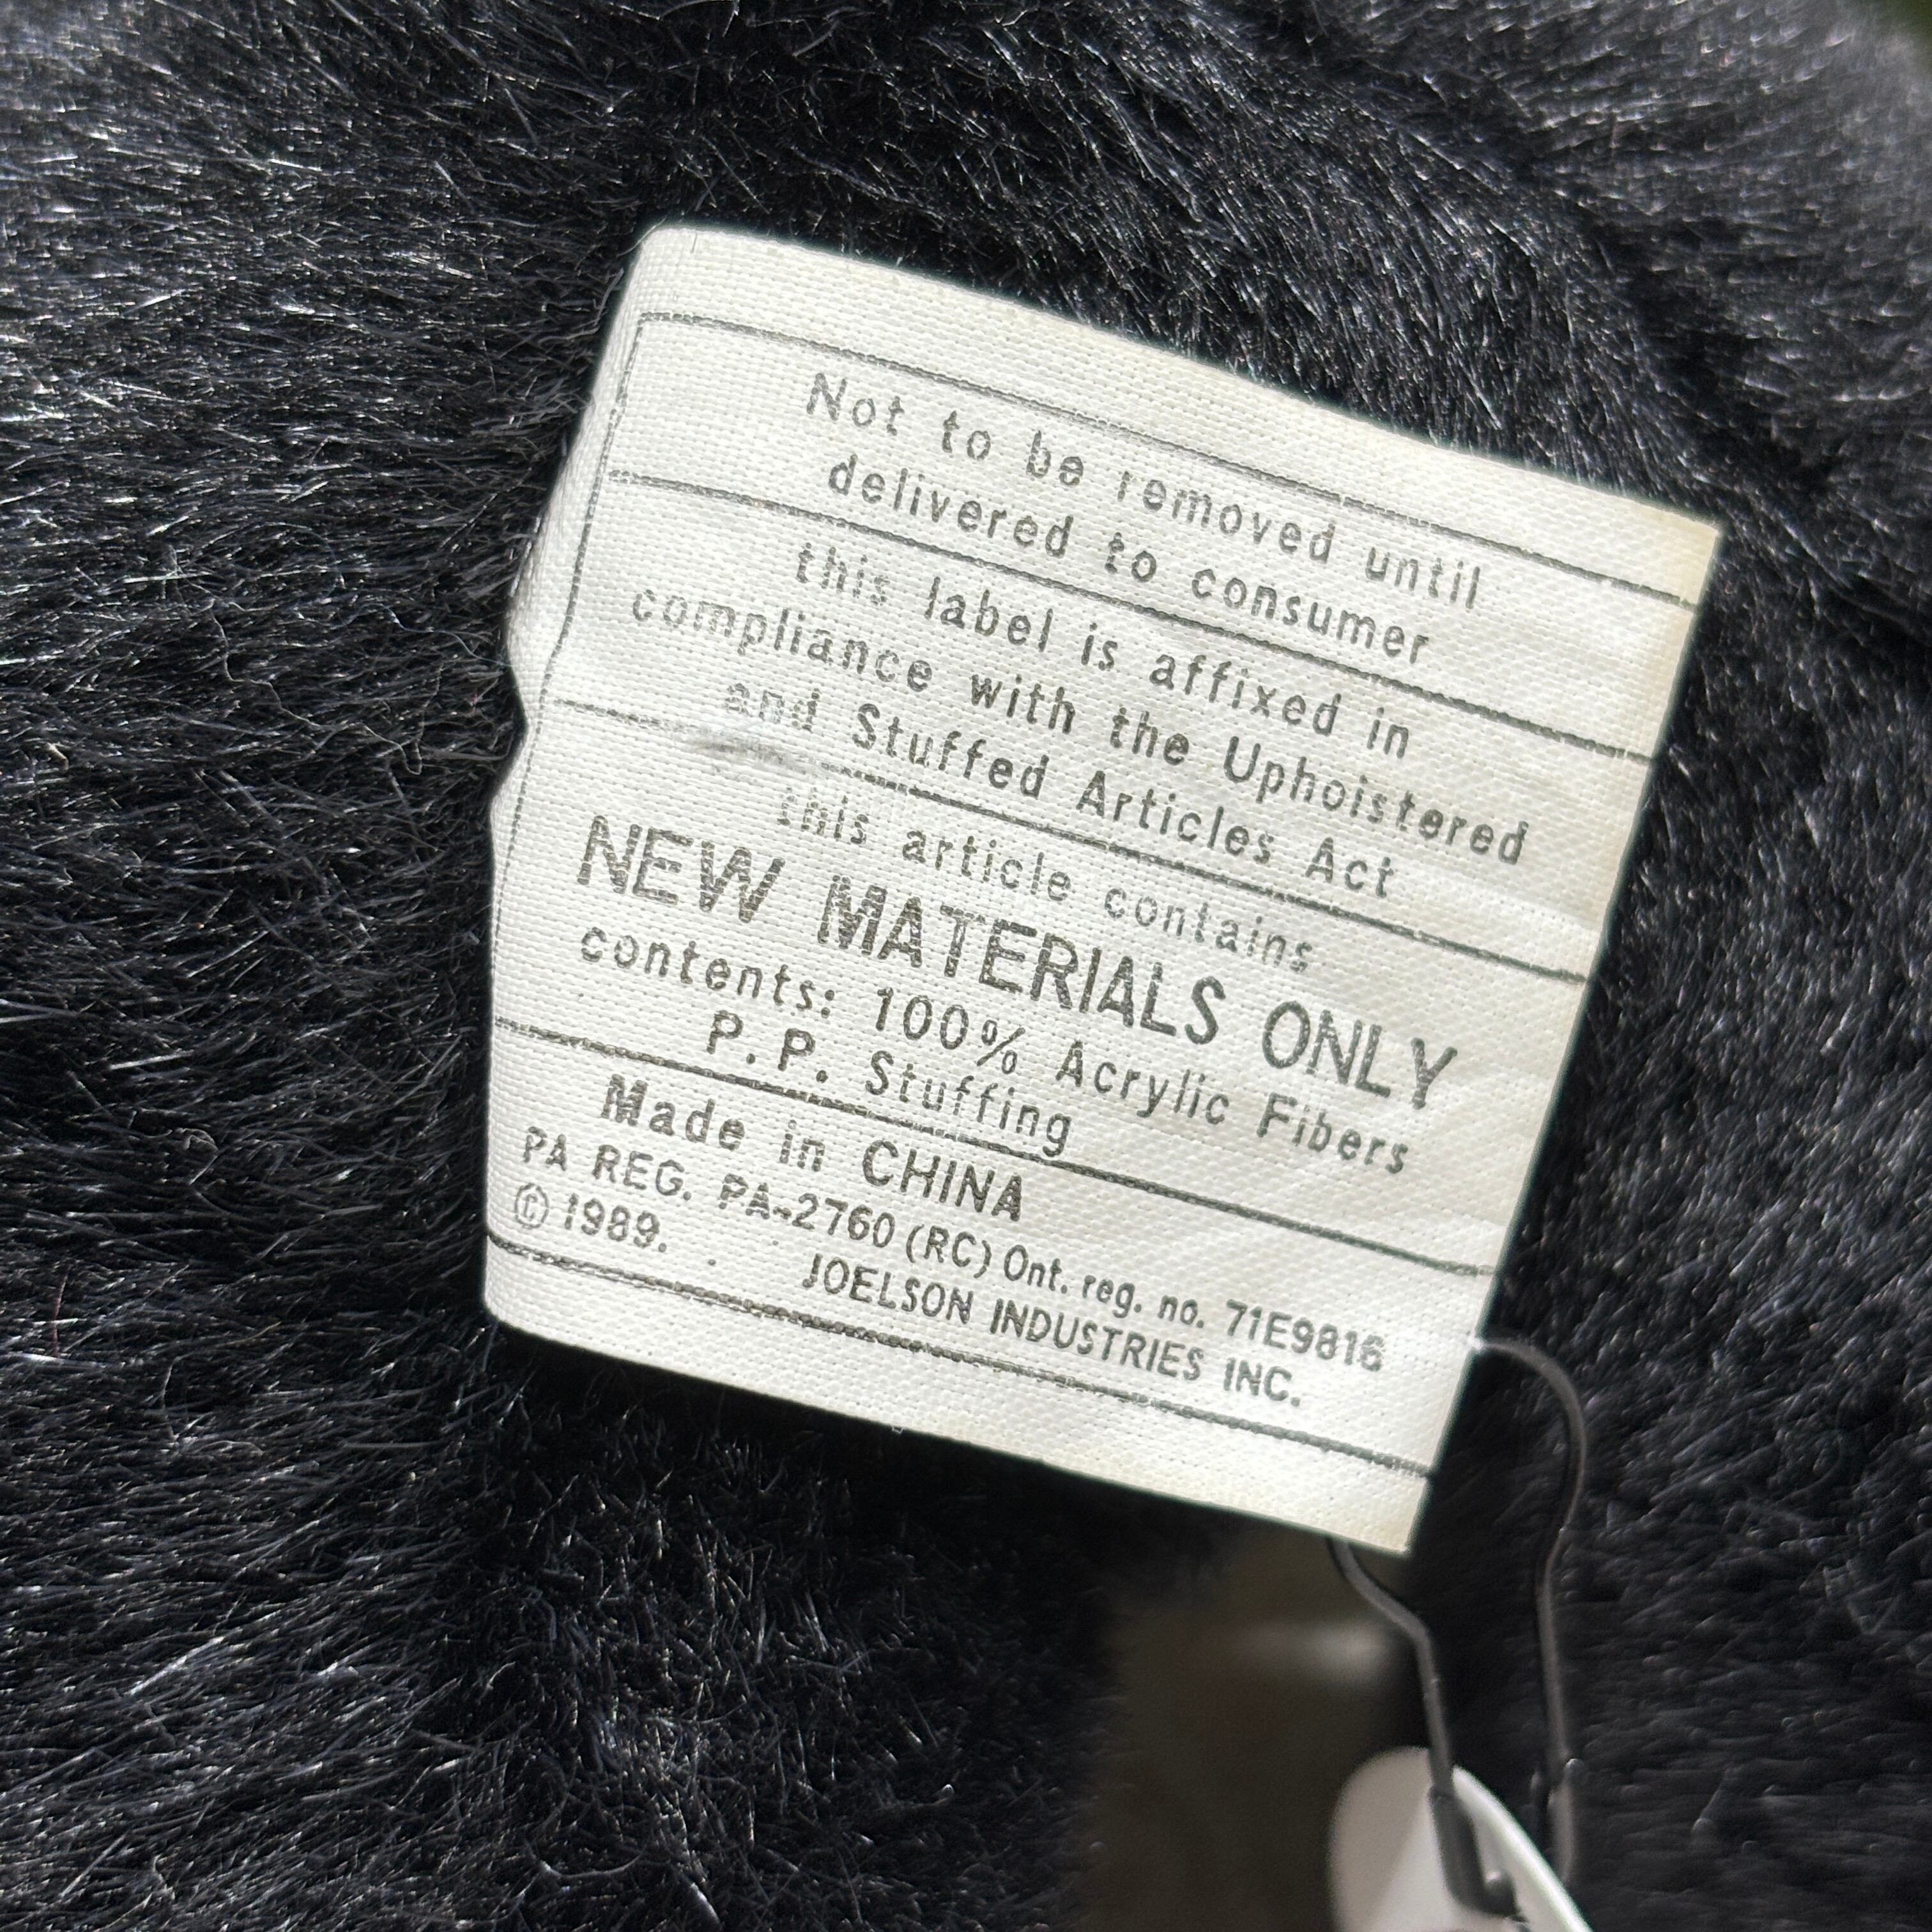 Not to be removed until
delivered to consumer
this label is affixed in
compliance with the Upholstered
and Stuffed Articles Act
this article contains
NEW MATERIALS ONLY
contents: 100% Acrylic Fibers
P.P. Stuffing
Made in CHINA
PA REG. PA-2760 (RC) Ont. reg. no. 71E9816
© 1989. JOELSON INDUSTRIES INC.